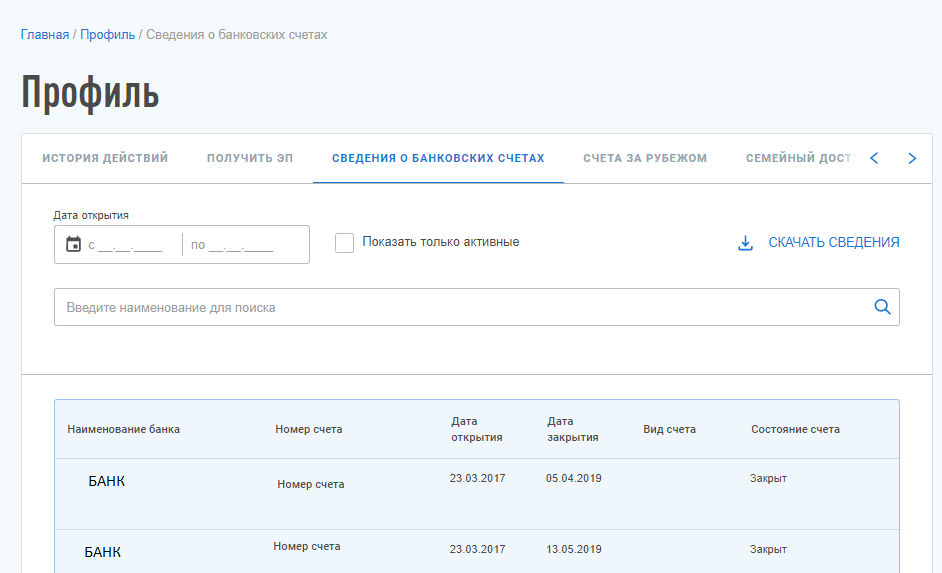 Главная / Профиль / Сведения о банковских счетах
Профиль
ИСТОРИЯ ДЕЙСТВИЙ ПОЛУЧИТЬ ЭП СВЕДЕНИЯ О БАНКОВСКИХ СЧЕТАХ СЧЕТА ЗА РУБЕЖОМ СЕМЕЙНЫЙ ДОСТ
Дата открытия
с __.__.____ по __.__.____ Показать только активные СКАЧАТЬ СВЕДЕНИЯ
Введите наименование для поиска
Наименование банка Номер счета Дата открытия Дата закрытия Вид счета Состояние счета
БАНК Номер счета 23.03.2017 05.04.2019 Закрыт
БАНК Номер счета 23.03.2017 13.05.2019 Закрыт